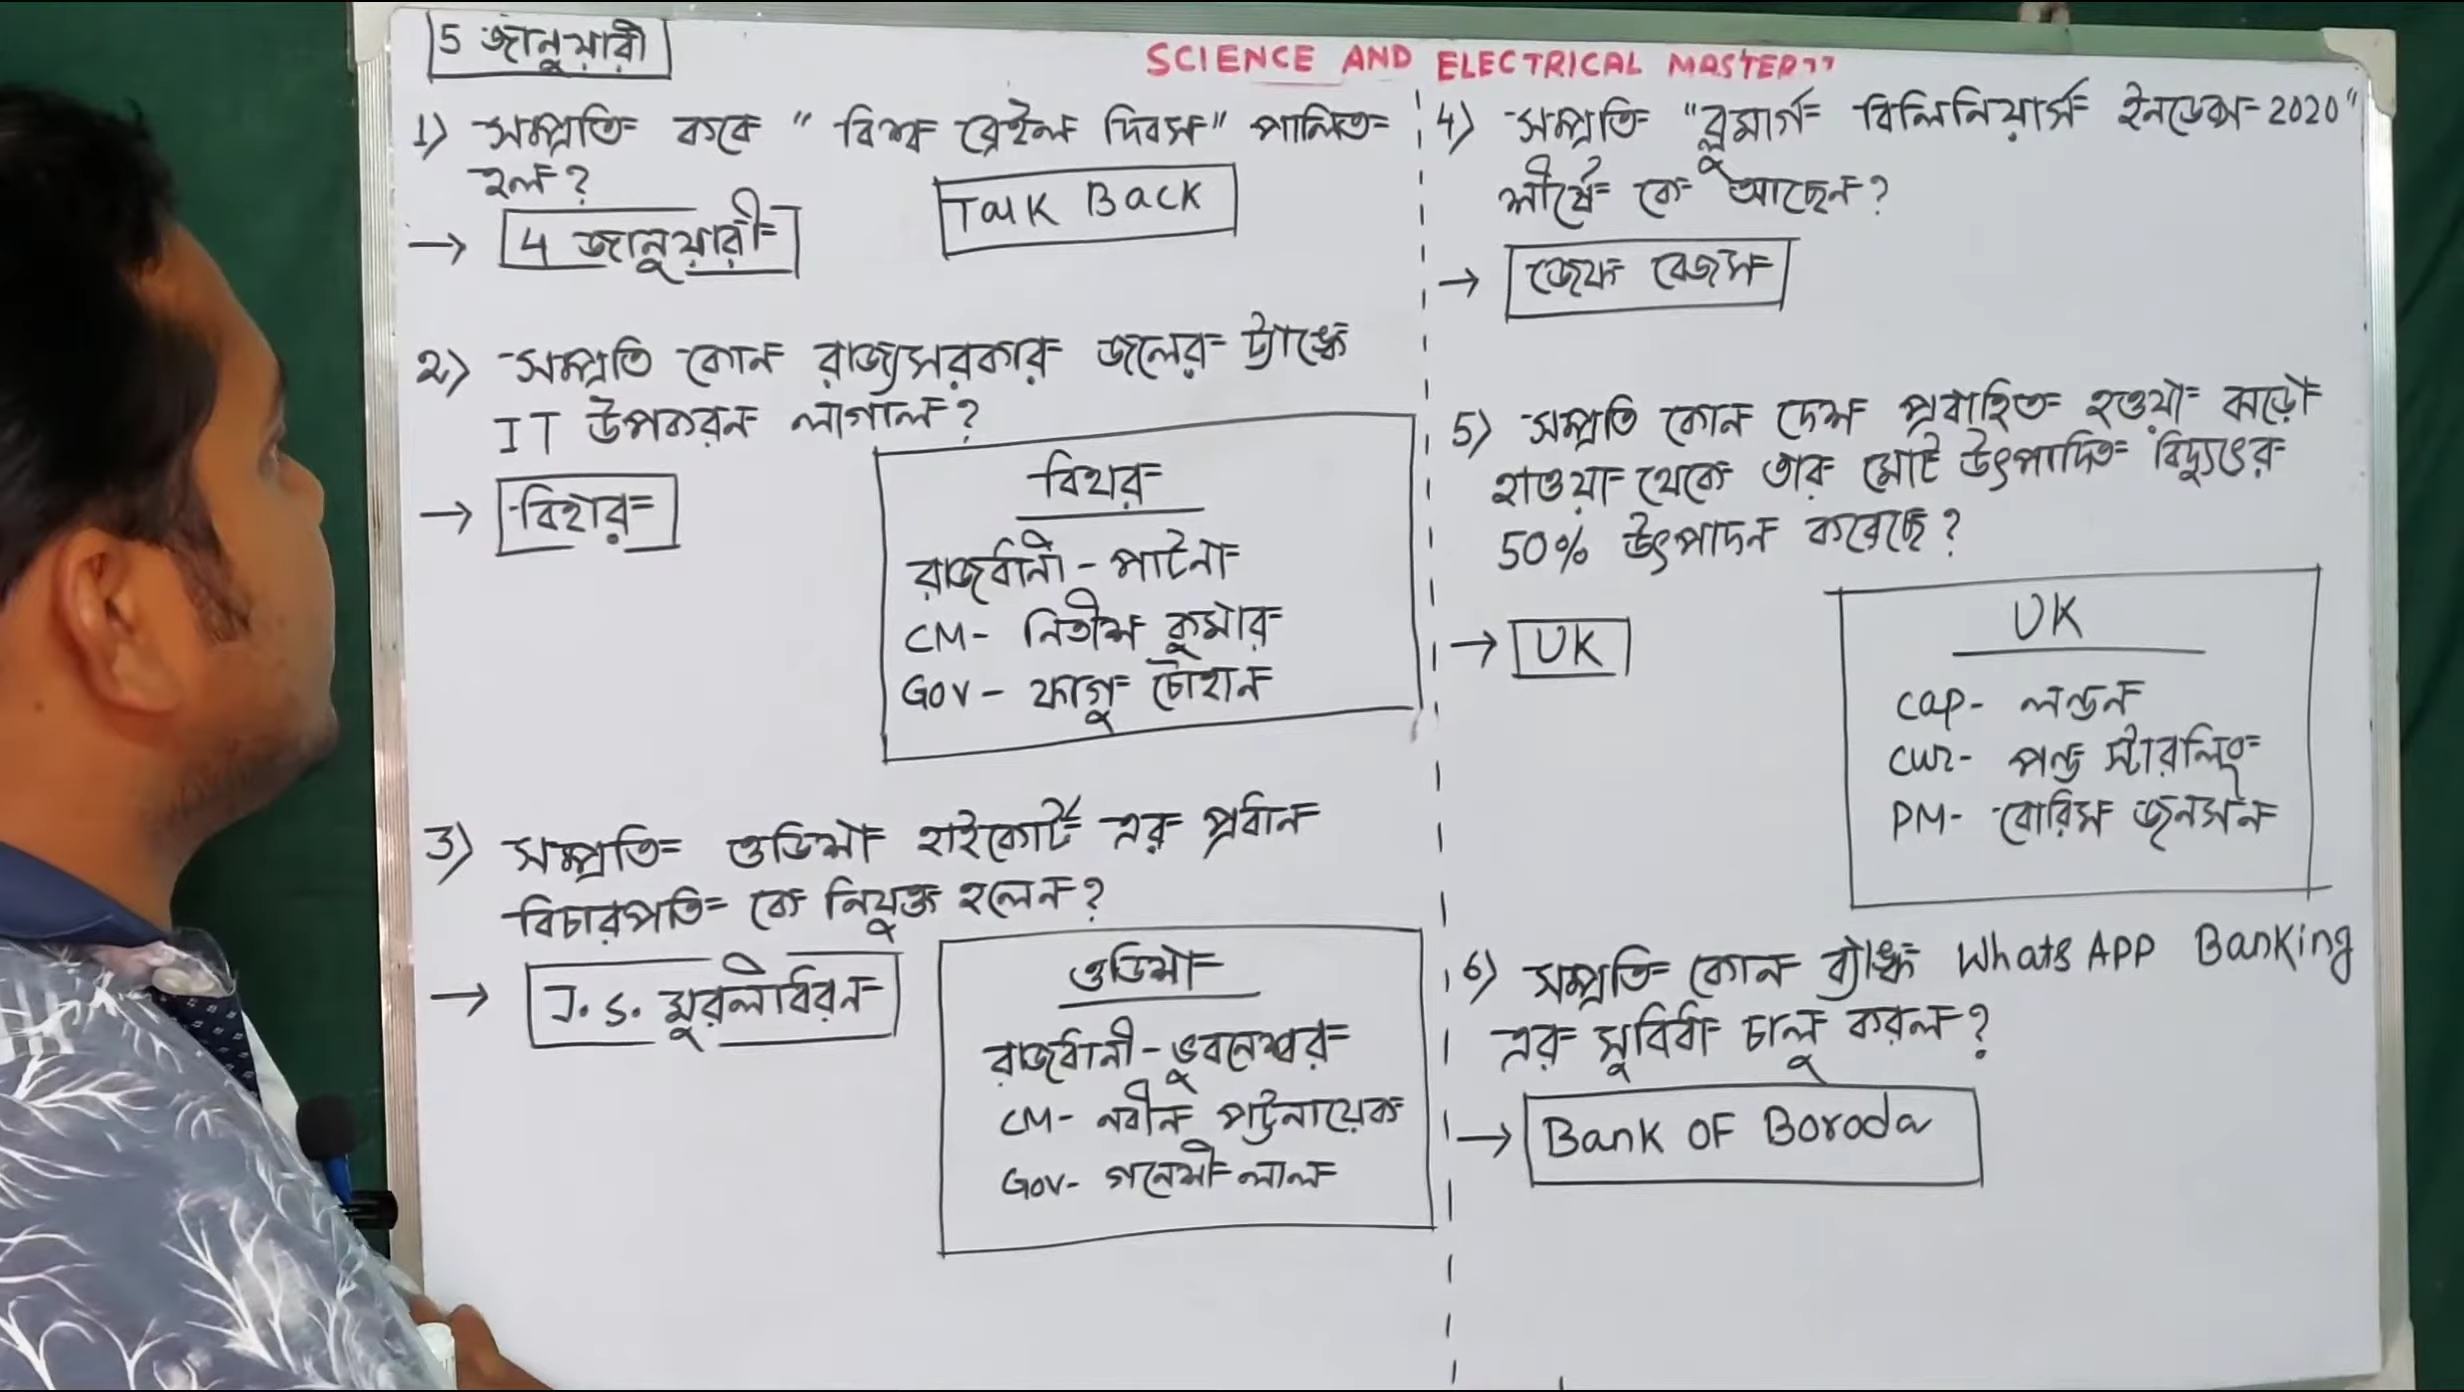 5 জানুয়ারী
SCIENCE AND ELECTRICAL MASTER"
1) সম্প্রতি কবে "বিশ্ব ব্রেইল দিবস" পালিত
হল?
→ 4 জানুয়ারী
Talk Back
2) সম্প্রতি কোন রাজ্যসরকার জলের ট্যাঙ্কে
IT উপকরন লাগাল?
→ বিহার
বিহার
রাজধানী - পাটনা
CM- নিতীশ কুমার
Gov - ফাগু চৌহান
3) সম্প্রতি ওডিশা হাইকোর্ট এর প্রধান
বিচারপতি কে নিযুক্ত হলেন?
→ J. S. মুরলীধরন
ওডিশা
রাজধানী - ভুবনেশ্বর
CM- নবীন পট্টনায়েক
Gov- গনেশী লাল
4) সম্প্রতি "ব্লুমার্গ বিলিনিয়ার্স ইনডেক্স-2020"
শীর্ষে কে আছেন?
→ জেফ বেজস
5) সম্প্রতি কোন দেশ প্রবাহিত হওয়া ঝড়ো
হাওয়া থেকে তার মোট উৎপাদিত বিদ্যুৎের
50% উৎপাদন করেছে?
→ UK
UK
Cap- লন্ডন
Cur- পন্ড স্টারলিং
PM- বোরিস জনসন
6) সম্প্রতি কোন ব্যাঙ্ক WhatsAPP Banking
এর সুবিধা চালু করল?
→ Bank OF Boroda